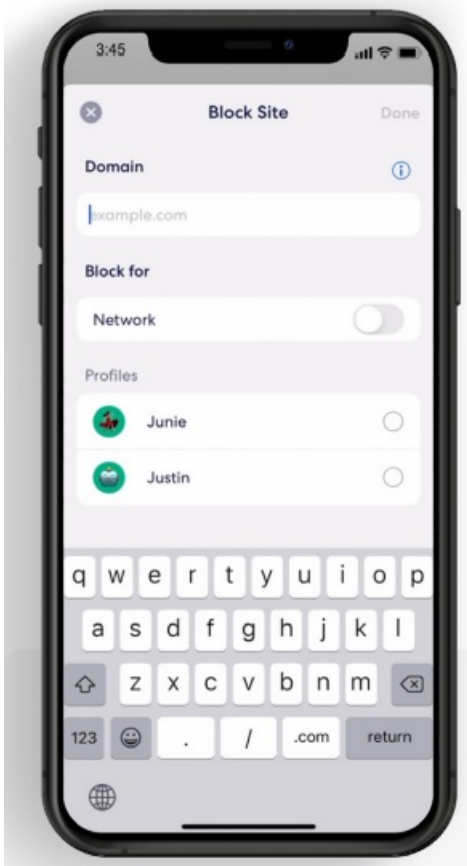 3:45
Block Site Done
Domain
example.com
Block for
Network
Profiles
Junie
Justin
q w e r t y u i o p
a s d f g h j k l
z x c v b n m
123 . / .com return